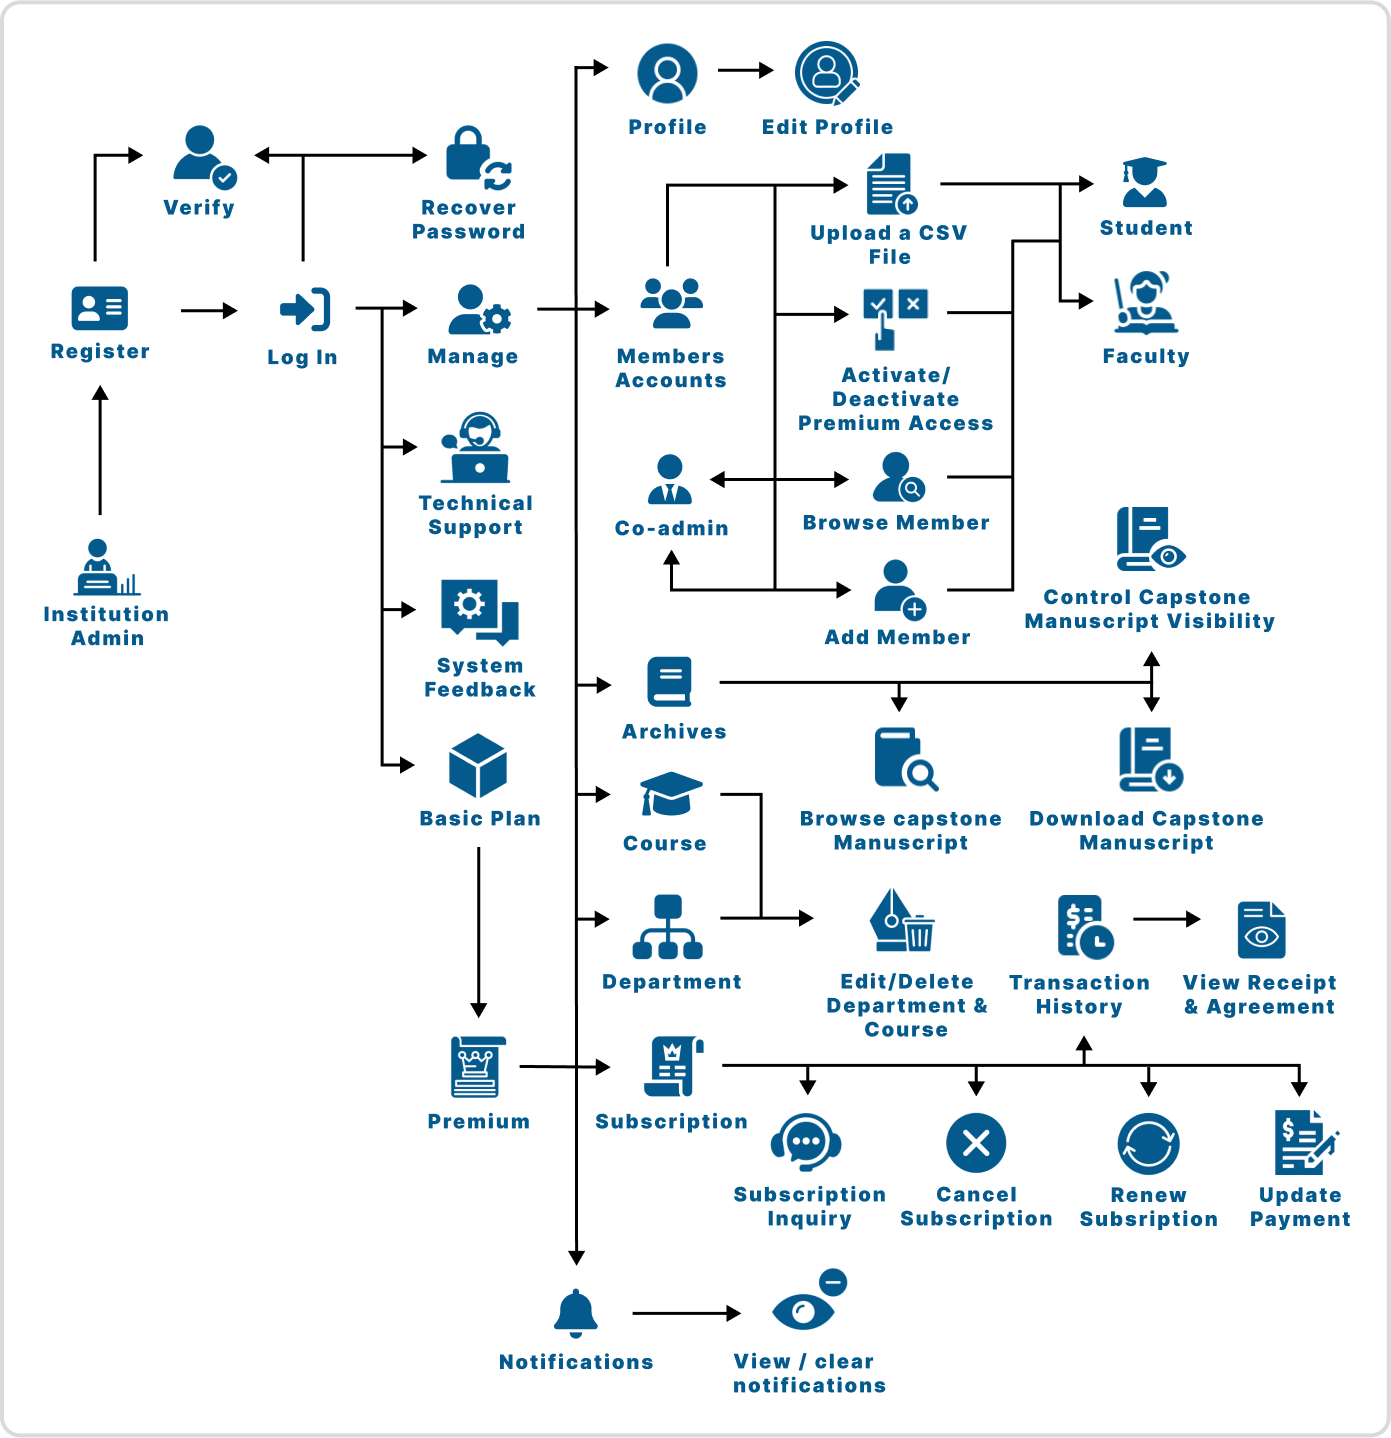 Profile
Edit Profile
Verify
Recover
Password
Upload a CSV
File
Student
Register
Log In
Manage
Members
Accounts
Activate/
Deactivate
Premium Access
Faculty
Technical
Support
Co-admin
Browse Member
Institution
Admin
System
Feedback
Add Member
Control Capstone
Manuscript Visibility
Archives
Basic Plan
Course
Browse capstone
Manuscript
Download Capstone
Manuscript
Department
Edit/Delete
Department &
Course
Transaction
History
View Receipt
& Agreement
Premium
Subscription
Subscription
Inquiry
Cancel
Subscription
Renew
Subsription
Update
Payment
Notifications
View / clear
notifications